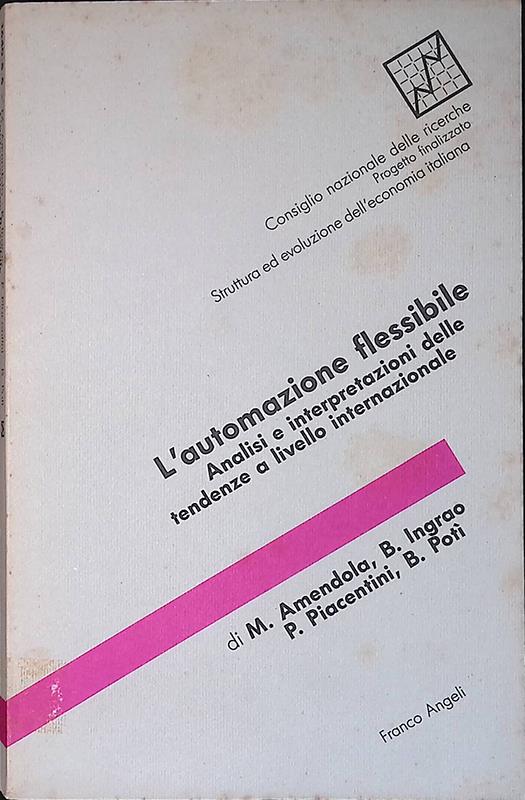 Consiglio nazionale delle ricerche
Progetto finalizzato
Struttura ed evoluzione dell'economia italiana
L'automazione flessibile
Analisi e interpretazioni delle
tendenze a livello internazionale
di M. Amendola, B. Ingrao
P. Piacentini, B. Potì
Franco Angeli